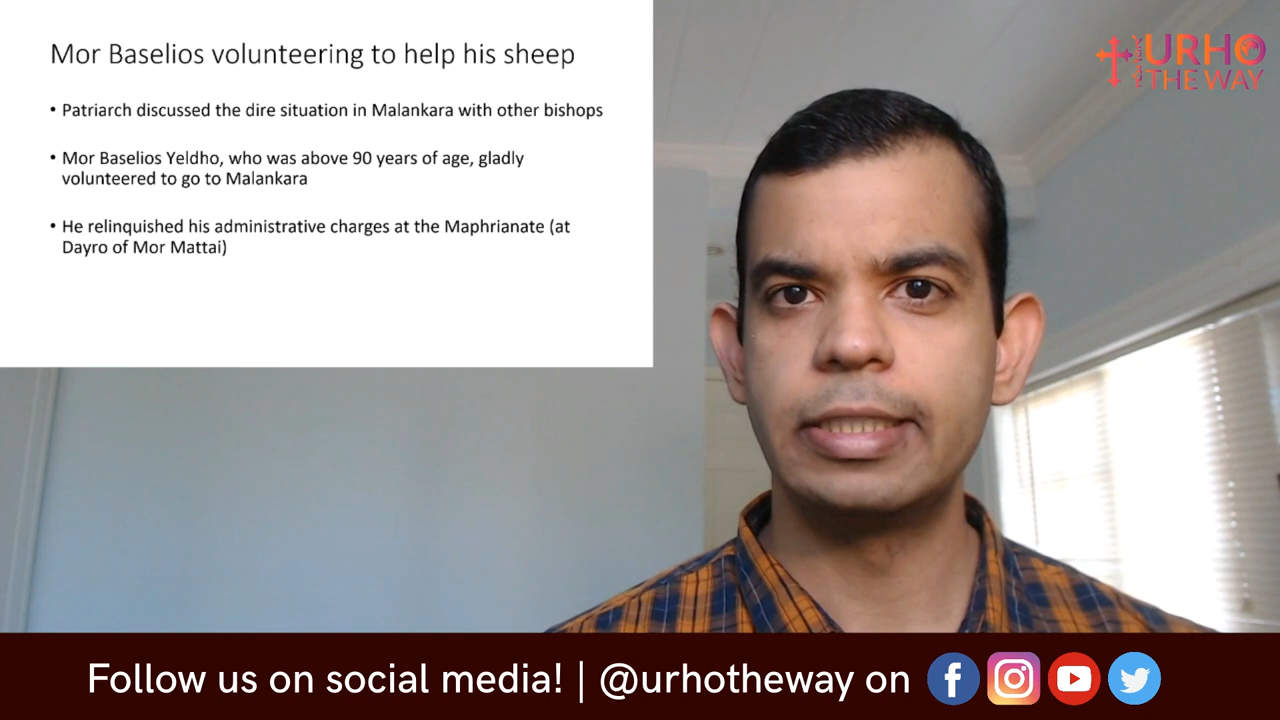 Mor Baselios volunteering to help his sheep
• Patriarch discussed the dire situation in Malankara with other bishops
• Mor Baselios Yeldho, who was above 90 years of age, gladly
volunteered to go to Malankara
• He relinquished his administrative charges at the Maphrianate (at
Dayro of Mor Mattai)
URHO
THE WAY
Follow us on social media! | @urhotheway on